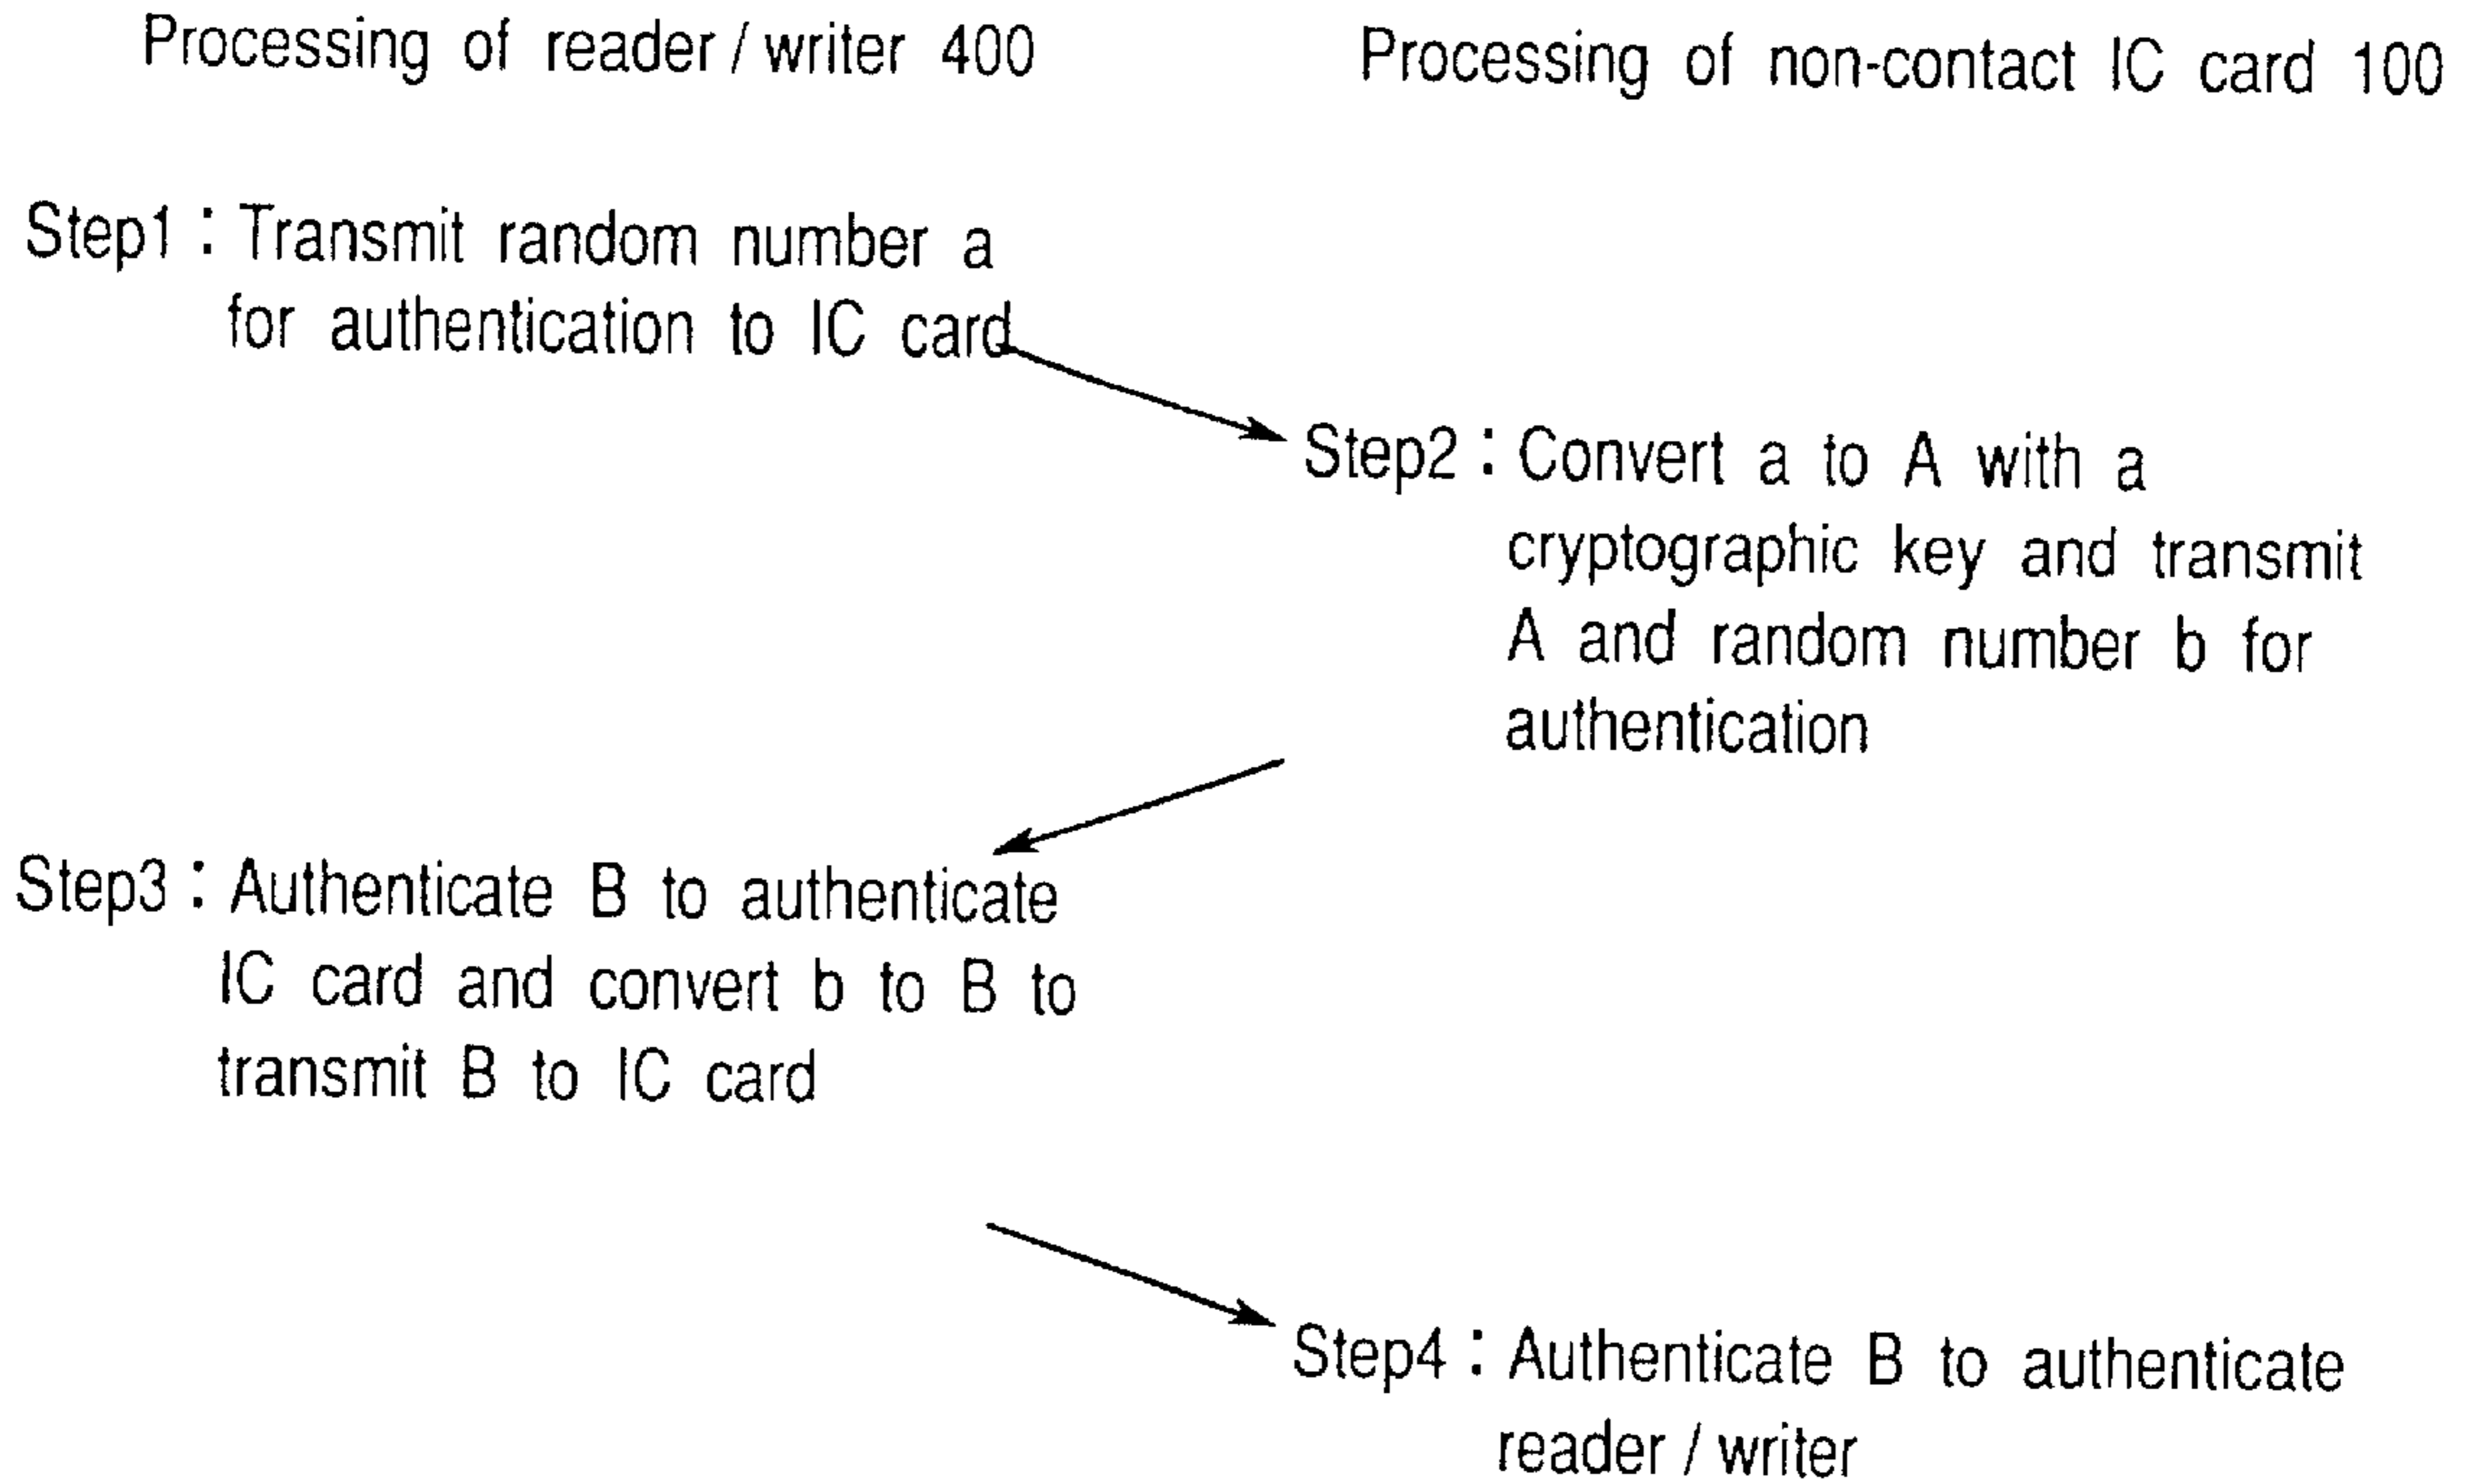 Processing of reader / writer 400
Processing of non-contact IC card 100
Step1 : Transmit random number a
for authentication to IC card
Step2 : Convert a to A with a
cryptographic key and transmit
A and random number b for
authentication
Step3 : Authenticate B to authenticate
IC card and convert b to B to
transmit B to IC card
Step4 : Authenticate B to authenticate
reader / writer